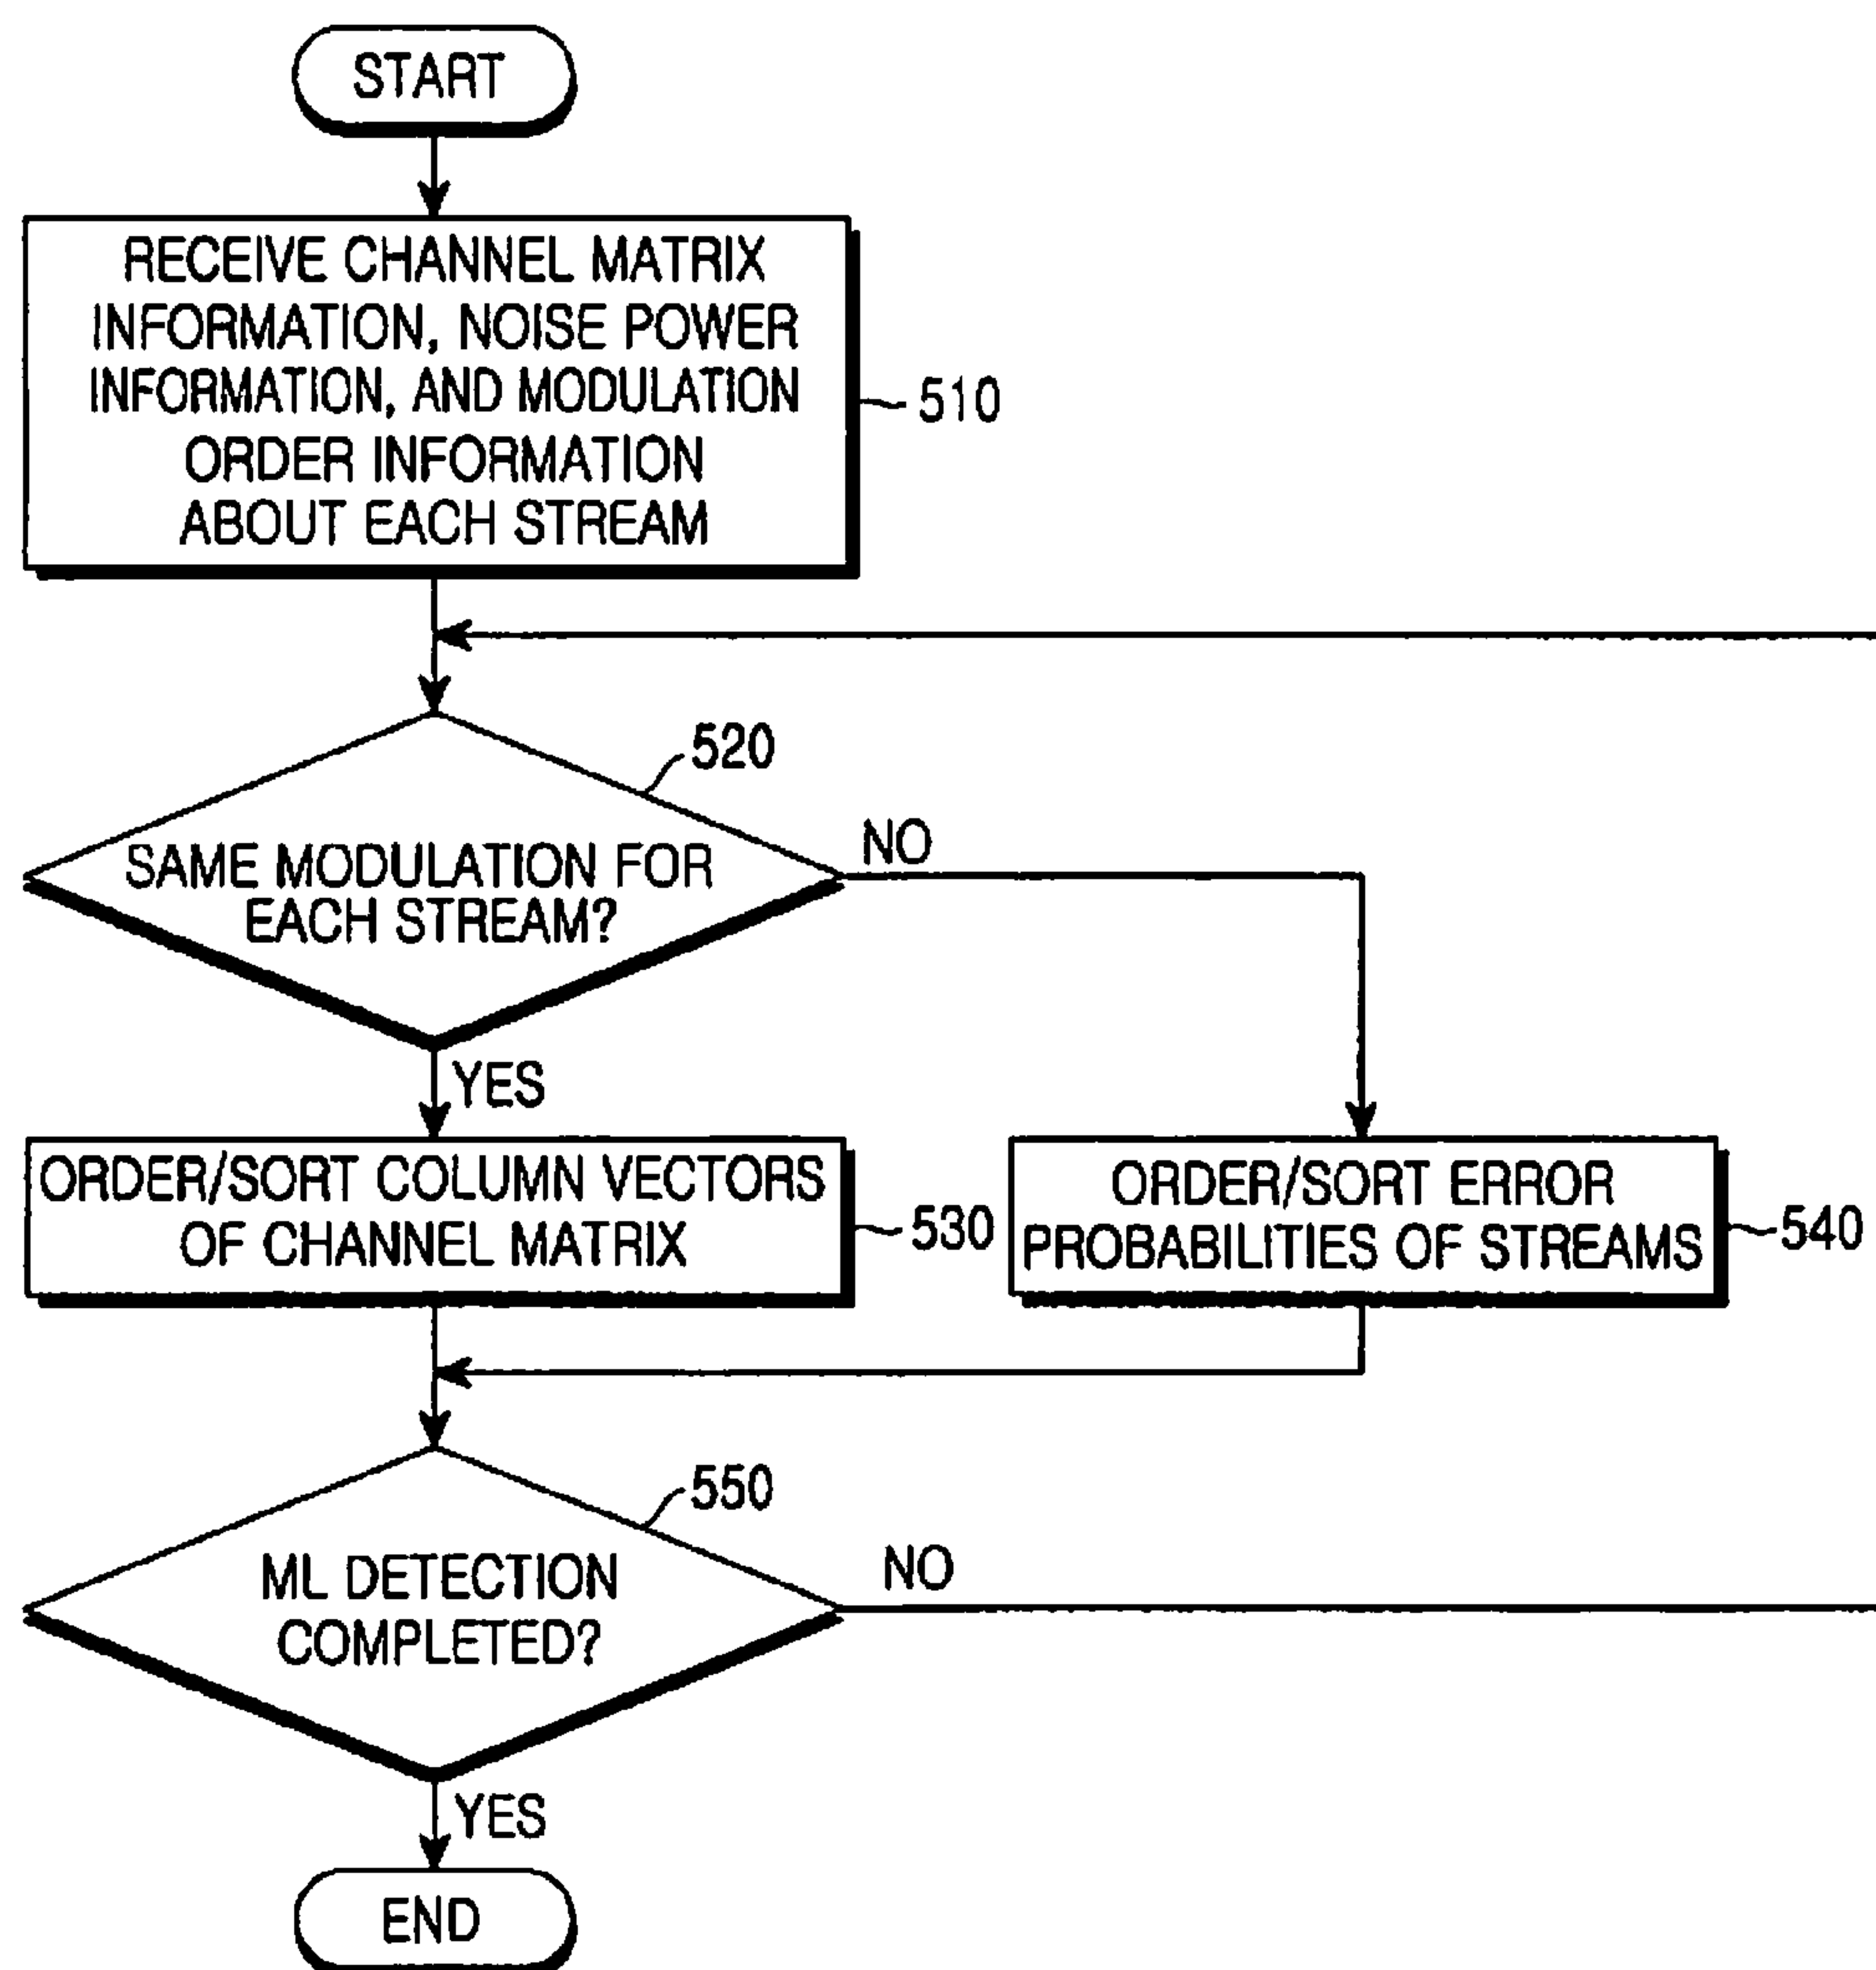 START
RECEIVE CHANNEL MATRIX
INFORMATION, NOISE POWER
INFORMATION, AND MODULATION
ORDER INFORMATION
ABOUT EACH STREAM
510
520
SAME MODULATION FOR
EACH STREAM?
NO
YES
ORDER/SORT COLUMN VECTORS
OF CHANNEL MATRIX
530
ORDER/SORT ERROR
PROBABILITIES OF STREAMS
540
550
ML DETECTION
COMPLETED?
NO
YES
END